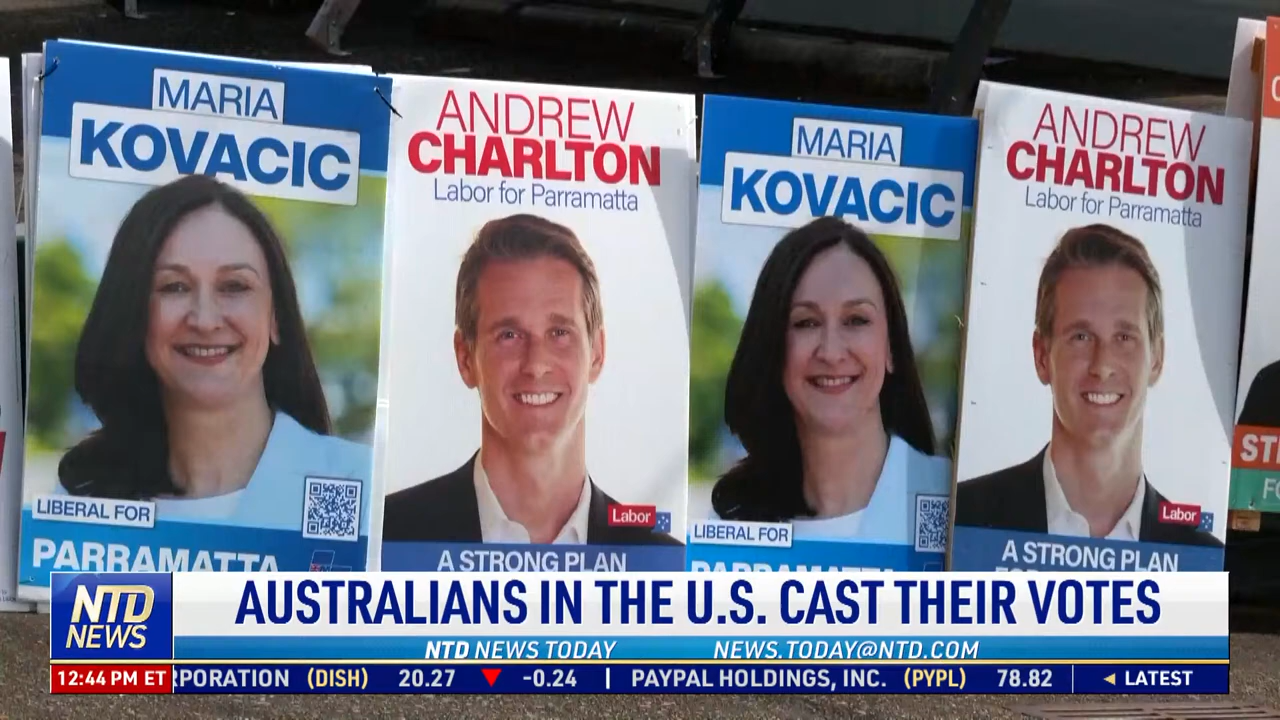 MARIA
KOVACIC
LIBERAL FOR
PARRAMATTA
ANDREW
CHARLTON
Labor for Parramatta
Labor
A STRONG PLAN
MARIA
KOVACIC
LIBERAL FOR
PARRAMATTA
ANDREW
CHARLTON
Labor for Parramatta
Labor
A STRONG PLAN
NTD
NEWS
AUSTRALIANS IN THE U.S. CAST THEIR VOTES
NTD NEWS TODAY NEWS.TODAY@NTD.COM
12:44 PM ET RPORATION (DISH) 20.27 ▼ -0.24 | PAYPAL HOLDINGS, INC. (PYPL) 78.82 ◄ LATEST